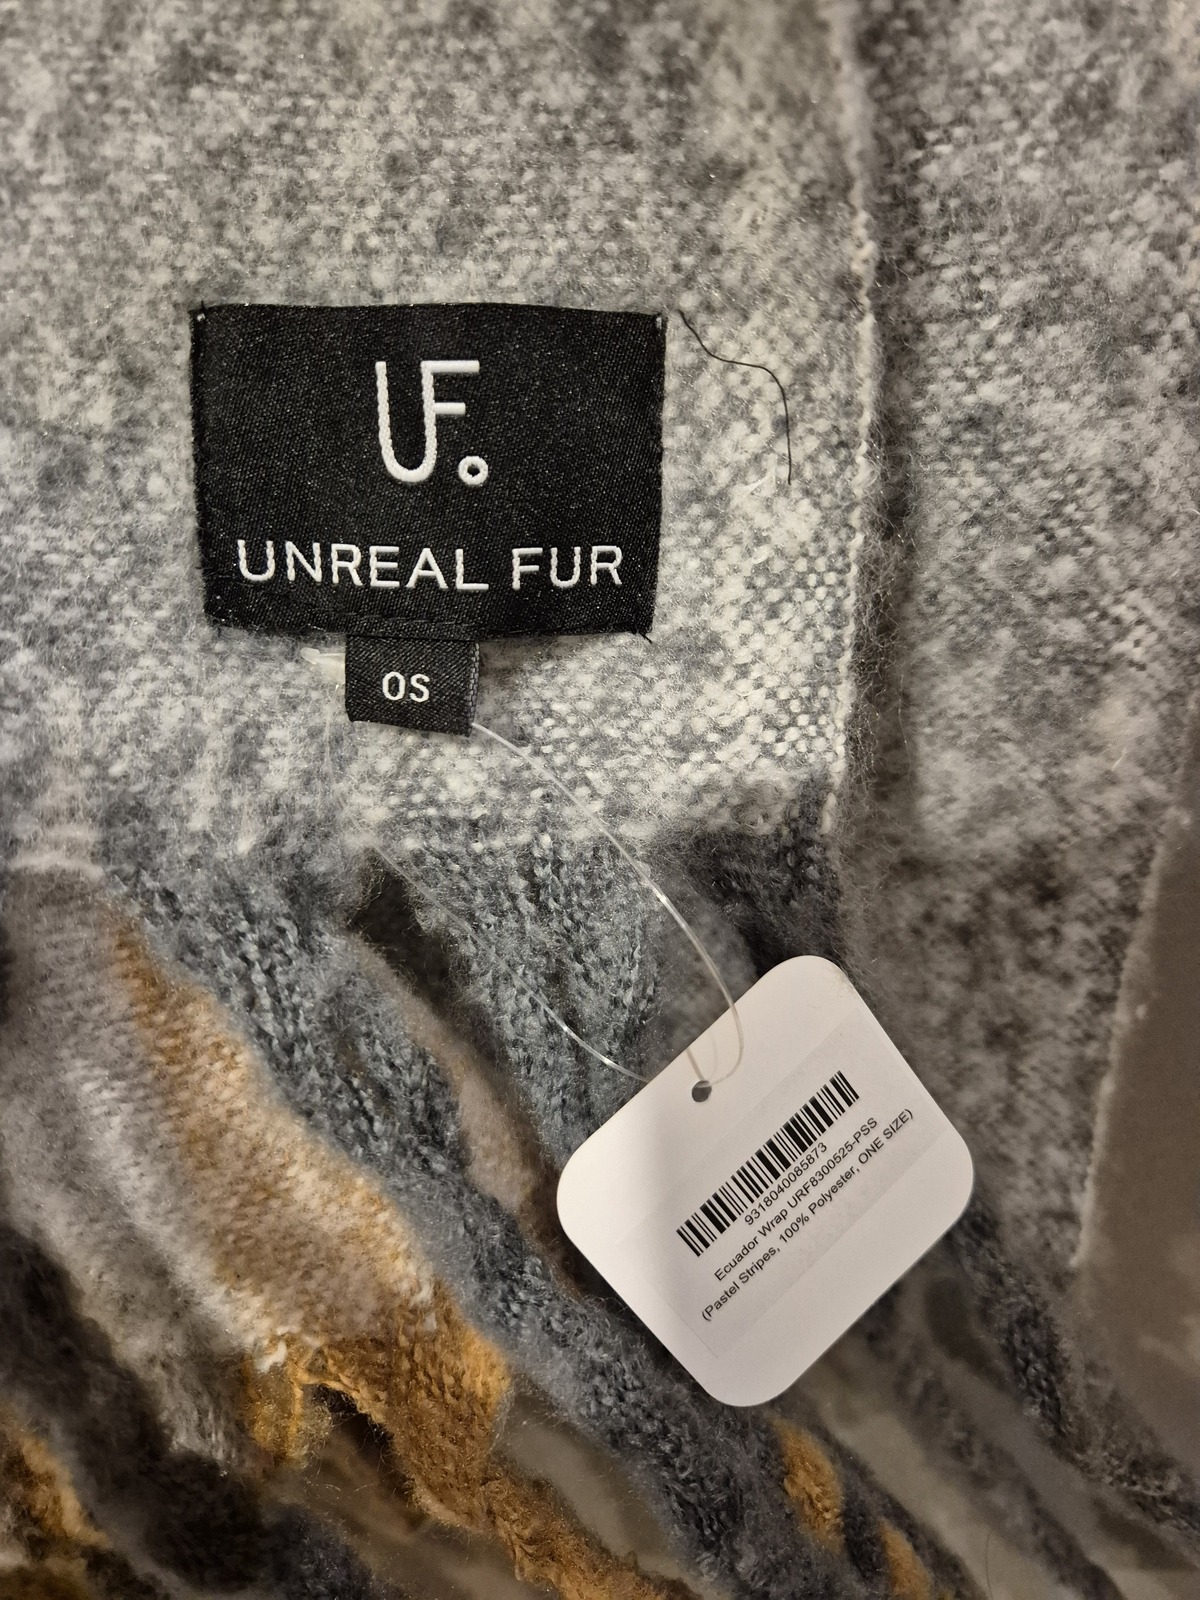 UF.
UNREAL FUR
OS
9318040085873
Ecuador Wrap URF8300525-PSS
(Pastel Stripes, 100% Polyester, ONE SIZE)